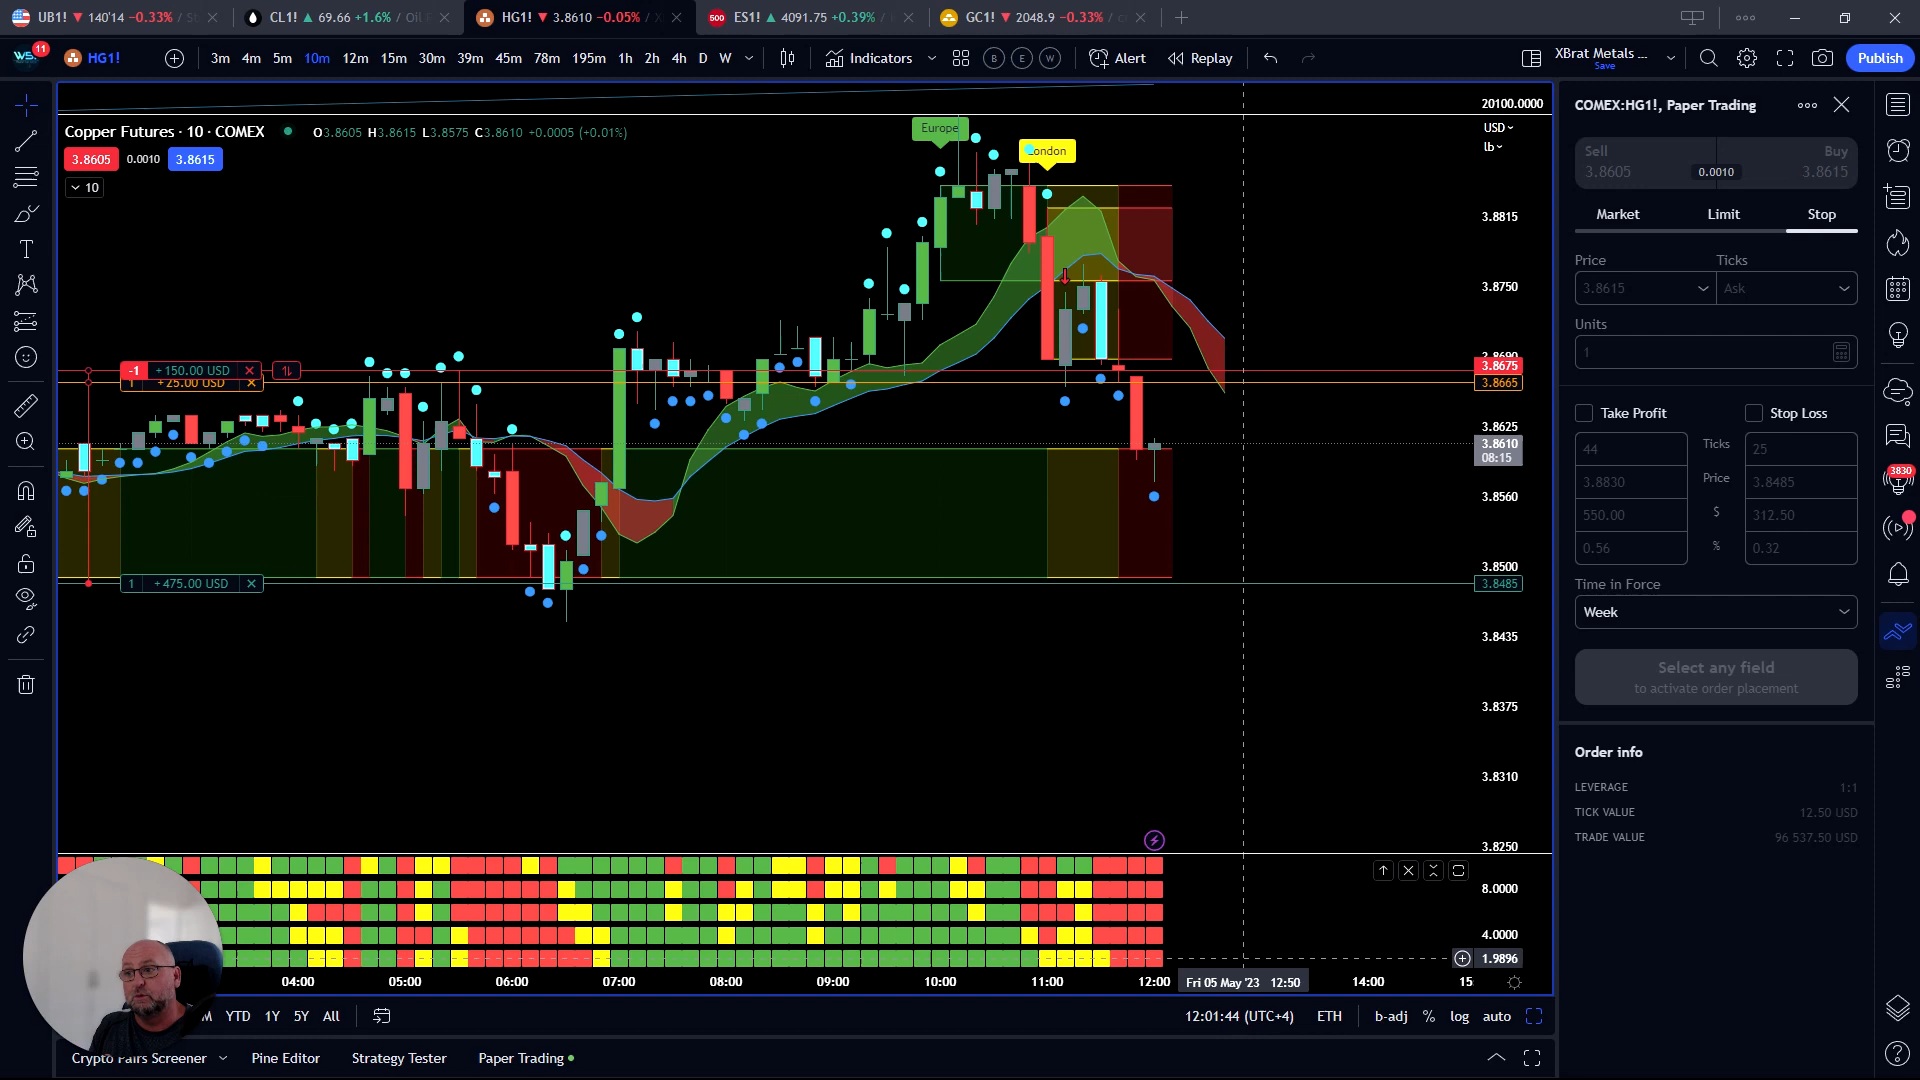 UB1! ▼ 140'14 −0.33% / St
CL1! ▲ 69.66 +1.6% / Oil &
HG1! ▼ 3.8610 −0.05% / X
500 ES1! ▲ 4091.75 +0.39% /
GC1! ▼ 2048.9 −0.33% /
11
HG1!
3m 4m 5m 10m 12m 15m 30m 39m 45m 78m 195m 1h 2h 4h D W
Indicators
B E W
Alert
Replay
XBrat Metals ...
Save
Publish
Copper Futures · 10 · COMEX
O3.8605 H3.8615 L3.8575 C3.8610 +0.0005 (+0.01%)
3.8605 0.0010 3.8615
10
Europe
London
20100.0000
USD
lb
3.8815
3.8750
3.8690
3.8675
3.8665
3.8625
3.8610
08:15
3.8560
3.8500
3.8485
3.8435
3.8375
3.8310
3.8250
-1 +150.00 USD
1 +25.00 USD
1 +475.00 USD
8.0000
4.0000
1.9896
04:00 05:00 06:00 07:00 08:00 09:00 10:00 11:00 12:00 Fri 05 May '23 12:50 14:00 15
M YTD 1Y 5Y All
12:01:44 (UTC+4) ETH b-adj % log auto
Crypto Pairs Screener Pine Editor Strategy Tester Paper Trading
COMEX:HG1!, Paper Trading
Sell
3.8605
0.0010
Buy
3.8615
Market Limit Stop
Price Ticks
3.8615 Ask
Units
1
Take Profit Stop Loss
44 Ticks 25
3.8830 Price 3.8485
550.00 $ 312.50
0.56 % 0.32
Time in Force
Week
Select any field
to activate order placement
Order info
LEVERAGE 1:1
TICK VALUE 12.50 USD
TRADE VALUE 96 537.50 USD
3830